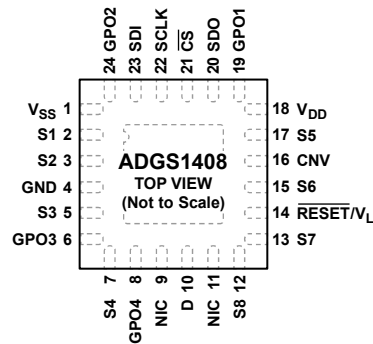 24 GPO2
23 SDI
22 SCLK
21 CS
20 SDO
19 GPO1
VSS 1
S1 2
S2 3
GND 4
S3 5
GPO3 6
ADGS1408
TOP VIEW
(Not to Scale)
18 VDD
17 S5
16 CNV
15 S6
14 RESET/VL
13 S7
S4 7
GPO4 8
NIC 9
D 10
NIC 11
S8 12